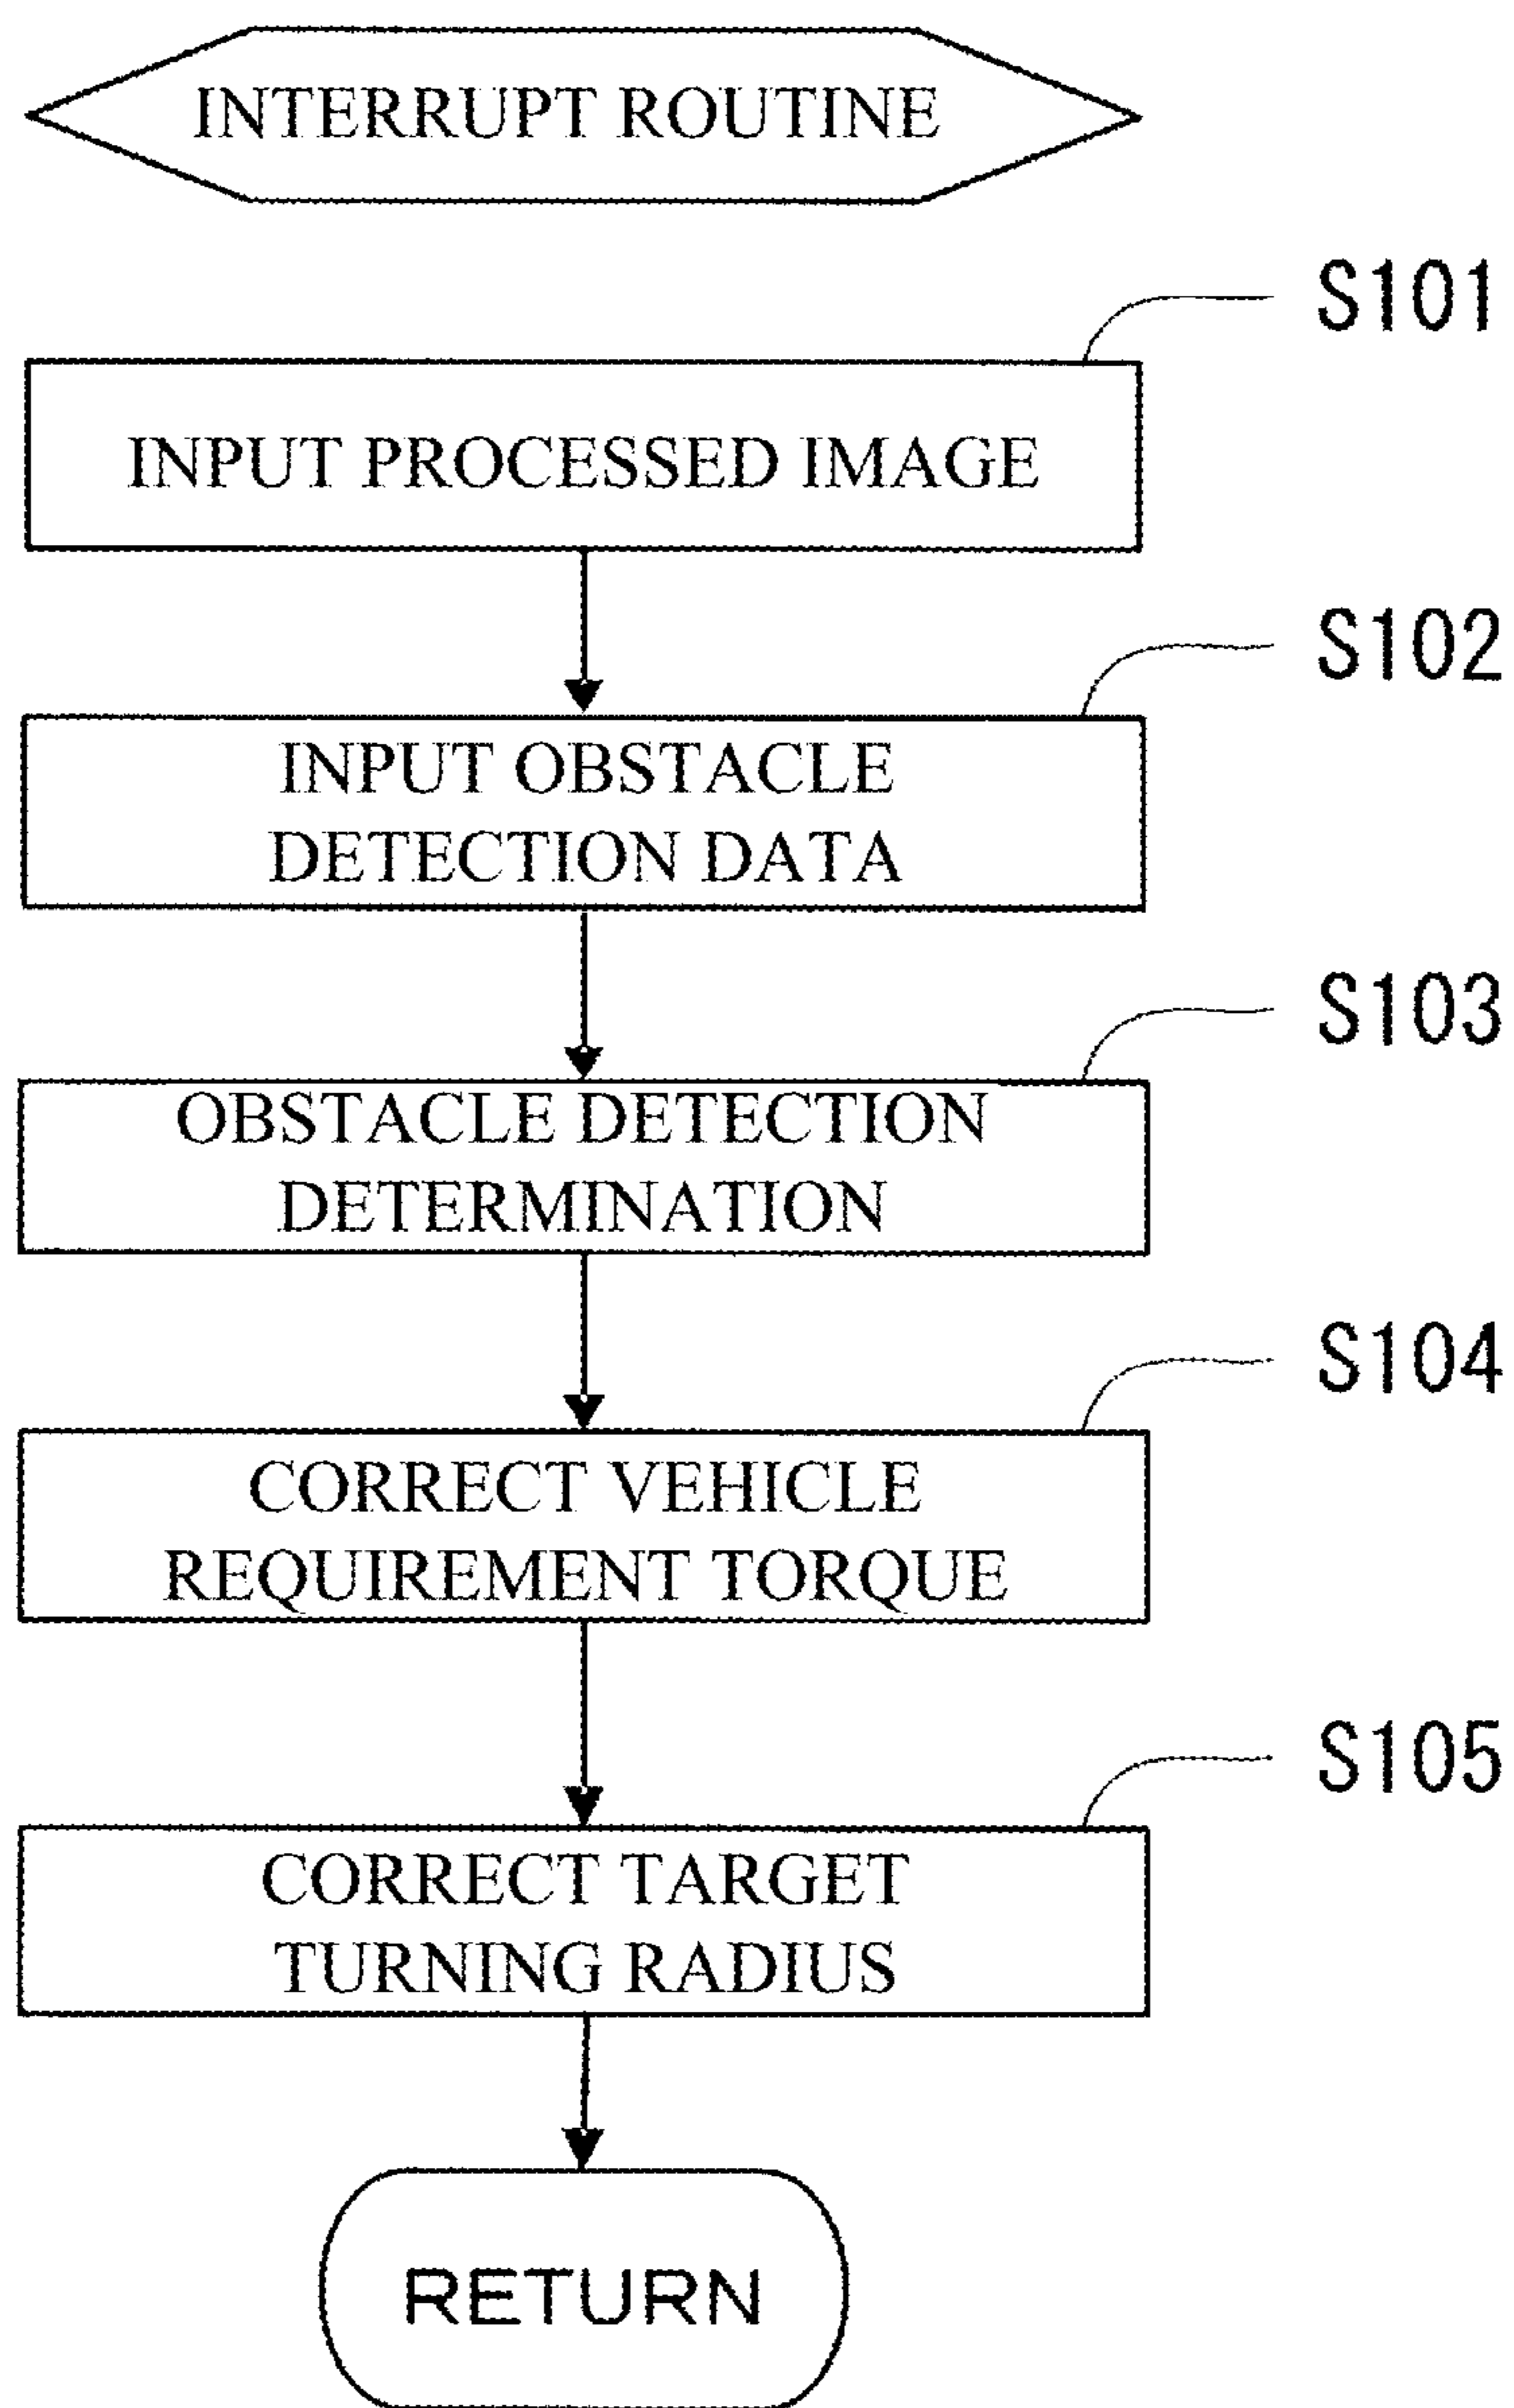 INTERRUPT ROUTINE
S101
INPUT PROCESSED IMAGE
S102
INPUT OBSTACLE
DETECTION DATA
S103
OBSTACLE DETECTION
DETERMINATION
S104
CORRECT VEHICLE
REQUIREMENT TORQUE
S105
CORRECT TARGET
TURNING RADIUS
RETURN